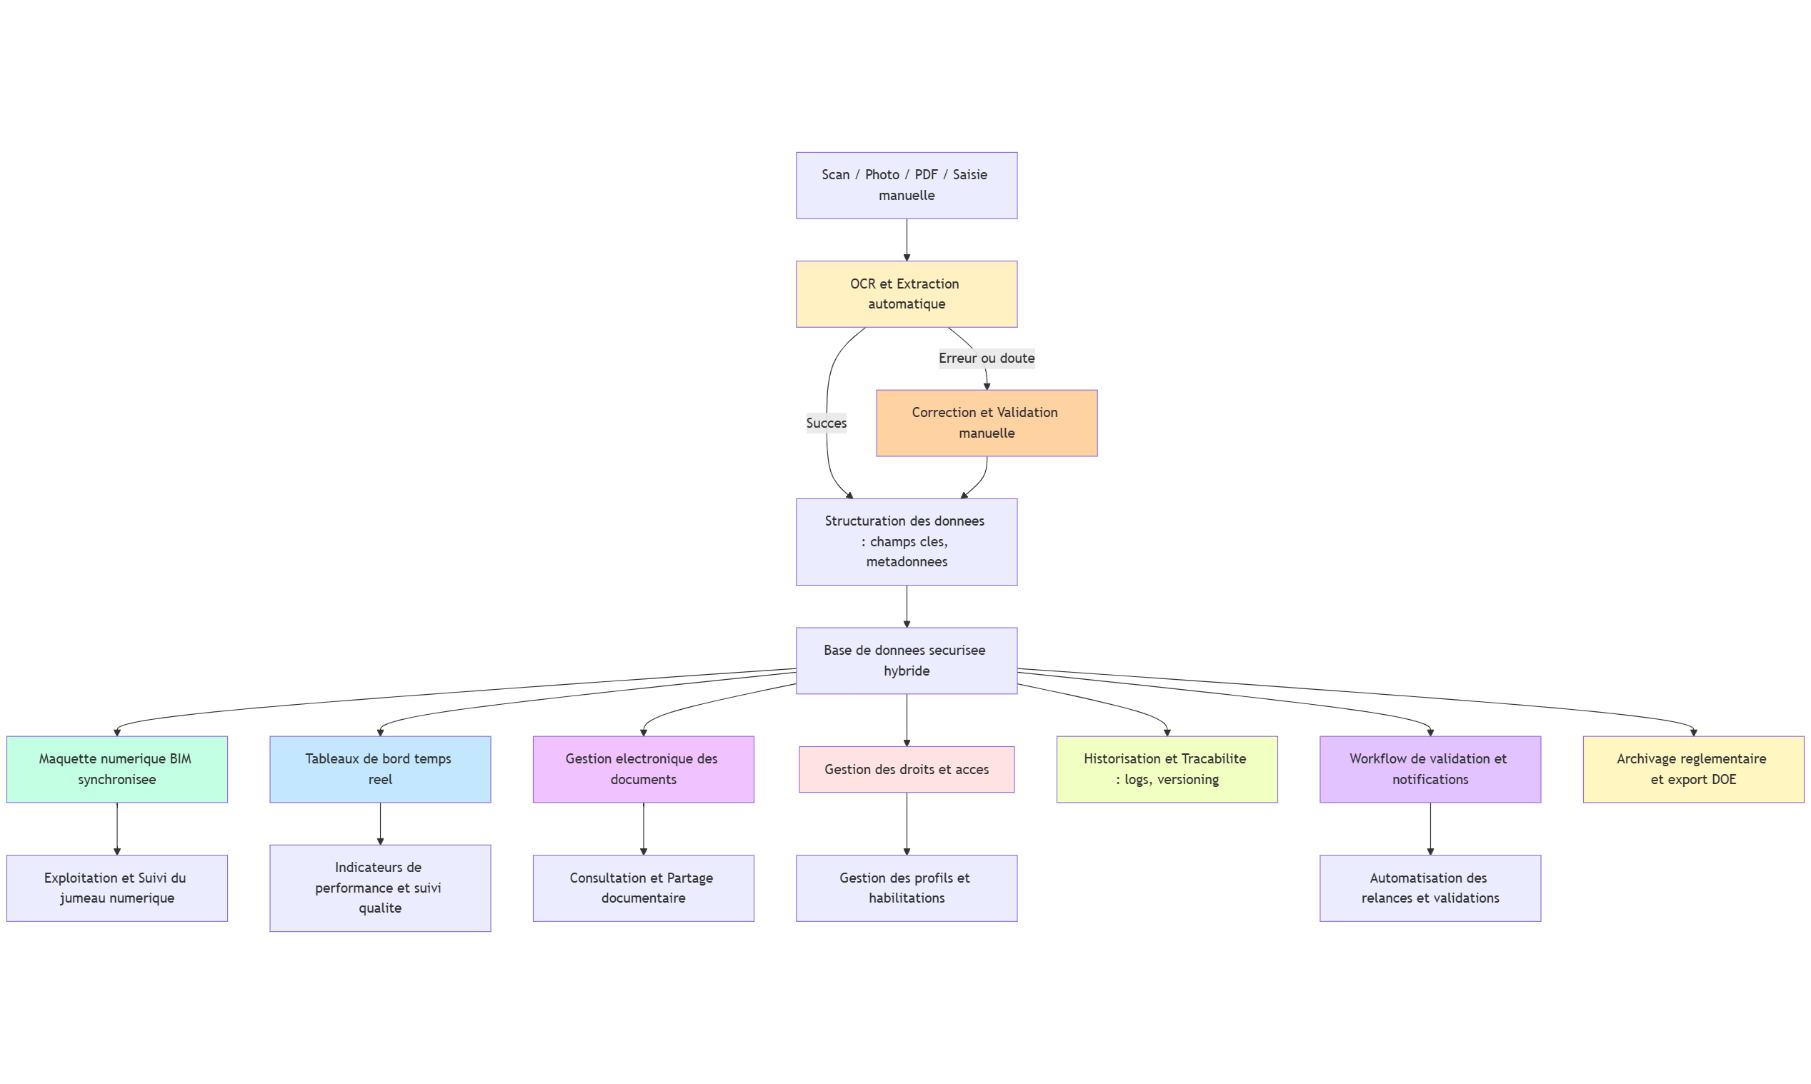 Scan / Photo / PDF / Saisie
manuelle
OCR et Extraction
automatique
Erreur ou doute
Correction et Validation
manuelle
Succes
Structuration des donnees
: champs cles,
metadonnees
Base de donnees securisee
hybride
Maquette numerique BIM
synchronisee
Tableaux de bord temps
reel
Gestion electronique des
documents
Gestion des droits et acces
Historisation et Tracabilite
: logs, versioning
Workflow de validation et
notifications
Archivage reglementaire
et export DOE
Exploitation et Suivi du
jumeau numerique
Indicateurs de
performance et suivi
qualite
Consultation et Partage
documentaire
Gestion des profils et
habilitations
Automatisation des
relances et validations